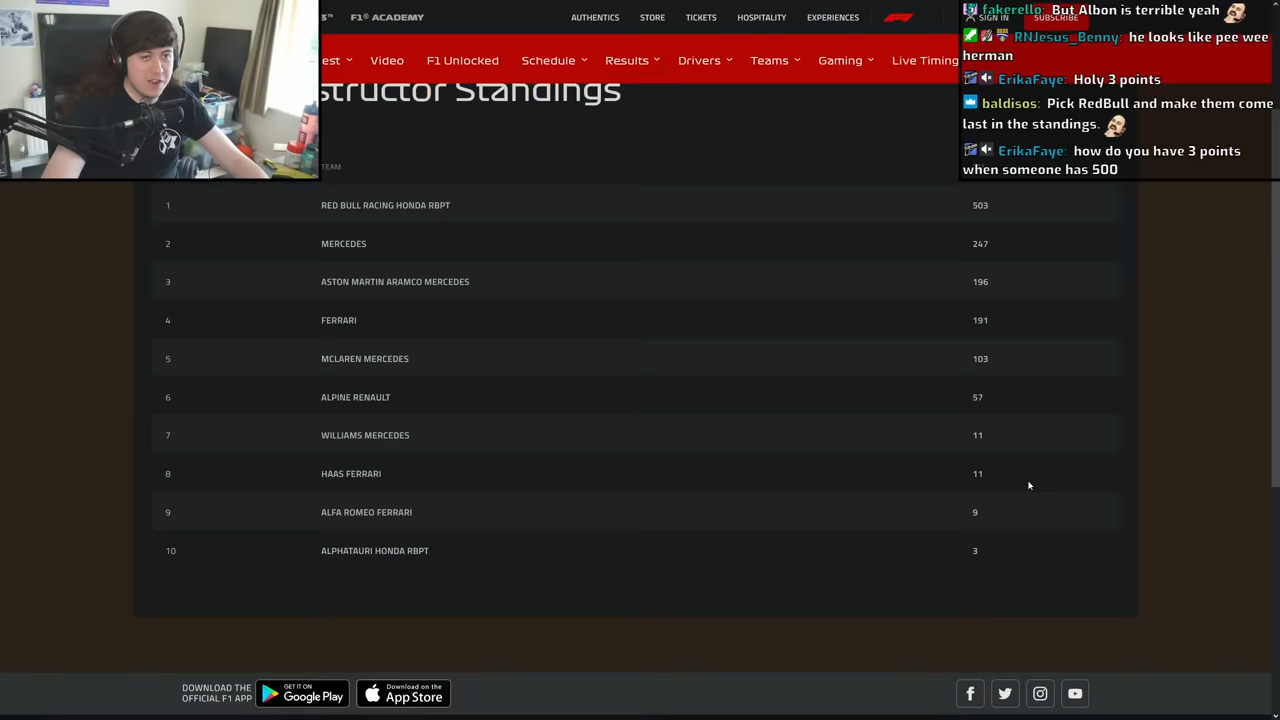 F1® ACADEMY AUTHENTICS STORE TICKETS HOSPITALITY EXPERIENCES SIGN IN SUBSCRIBE
est Video F1 Unlocked Schedule Results Drivers Teams Gaming Live Timing
structor Standings
TEAM
1 RED BULL RACING HONDA RBPT 503
2 MERCEDES 247
3 ASTON MARTIN ARAMCO MERCEDES 196
4 FERRARI 191
5 MCLAREN MERCEDES 103
6 ALPINE RENAULT 57
7 WILLIAMS MERCEDES 11
8 HAAS FERRARI 11
9 ALFA ROMEO FERRARI 9
10 ALPHATAURI HONDA RBPT 3
fakerello: But Albon is terrible yeah
RNJesus_Benny: he looks like pee wee
herman
ErikaFaye: Holy 3 points
baldisos: Pick RedBull and make them come
last in the standings.
ErikaFaye: how do you have 3 points
when someone has 500
DOWNLOAD THE
OFFICIAL F1 APP
GET IT ON
Google Play
Download on the
App Store